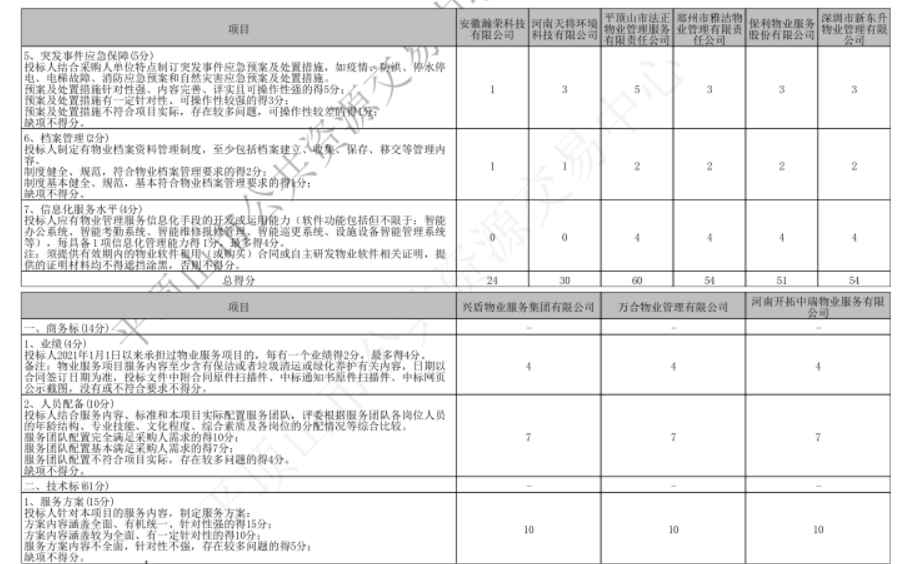 项目 安徽瀚荣科技有限公司 河南天将环境科技有限公司 平顶山市法正物业管理服务有限责任公司 郑州市雅洁物业管理有限责任公司 保利物业服务股份有限公司 深圳市新东升物业管理有限公司
5、突发事件应急保障(5分)
投标人结合采购人单位特点制订突发事件应急预案及处置措施，如疫情、防洪、停水停
电、电梯故障、消防应急预案和自然灾害应急预案及处置措施。
预案及处置措施针对性强、内容完善、详实且可操作性强的得5分；
预案及处置措施有一定针对性、可操作性较强的得3分；
预案及处置措施不符合项目实际，存在较多问题，可操作性较差的得1分；
缺项不得分。
1 3 5 3 3 3
6、档案管理(2分)
投标人制定有物业档案资料管理制度，至少包括档案建立、收集、保存、移交等管理内
容。
制度健全、规范，符合物业档案管理要求的得2分；
制度基本健全、规范，基本符合物业档案管理要求的得1分；
缺项不得分。
1 1 2 2 2 2
7、信息化服务水平(4分)
投标人应有物业管理服务信息化手段的开发或运用能力（软件功能包括但不限于：智能
办公系统、智能考勤系统、智能维修报修管理、智能巡更系统、设施设备智能管理系统
等），每具备1项信息化管理能力得1分，最多得4分。
注：须提供有效期内的物业软件租用（或购买）合同或自主研发物业软件相关证明，提
供的证明材料均不得遮挡涂黑，否则不得分。
0 0 4 4 4 4
总得分 24 30 60 54 51 54
项目 兴盾物业服务集团有限公司 万合物业管理有限公司 河南开拓中瑞物业服务有限公司
一、商务标(14分) － － －
1、业绩(4分)
投标人2021年1月1日以来承担过物业服务项目的，每有一个业绩得2分，最多得4分。
备注：物业服务项目服务内容至少含有保洁或者垃圾清运或绿化养护有关内容，日期以
合同签订日期为准，投标文件中附合同原件扫描件、中标通知书原件扫描件、中标网页
公示截图，没有或不符合要求不得分。
4 4 4
2、人员配备(10分)
投标人结合服务内容、标准和本项目实际配置服务团队，评委根据服务团队各岗位人员
的年龄结构、专业技能、文化程度、综合素质及各岗位的分配情况等综合比较。
服务团队配置完全满足采购人需求的得10分；
服务团队配置基本满足采购人需求的得7分；
服务团队配置不符合项目实际，存在较多问题的得4分。
缺项不得分。
7 7 7
二、技术标(61分) － － －
1、服务方案(15分)
投标人针对本项目的服务内容，制定服务方案：
方案内容涵盖全面、有机统一、针对性强的得15分；
方案内容涵盖较为全面、有一定针对性的得10分；
服务方案内容不全面，针对性不强，存在较多问题的得5分；
缺项不得分。
10 10 10
平顶山市公共资源交易中心